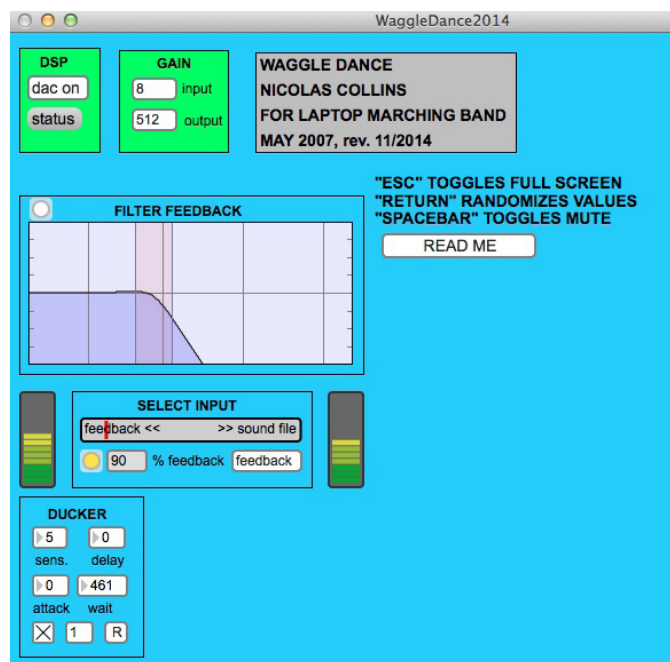 WaggleDance2014
DSP
dac on
status
GAIN
8 input
512 output
WAGGLE DANCE
NICOLAS COLLINS
FOR LAPTOP MARCHING BAND
MAY 2007, rev. 11/2014
"ESC" TOGGLES FULL SCREEN
"RETURN" RANDOMIZES VALUES
"SPACEBAR" TOGGLES MUTE
READ ME
FILTER FEEDBACK
SELECT INPUT
feedback << >> sound file
90 % feedback feedback
DUCKER
5 0
sens. delay
0 461
attack wait
1 R